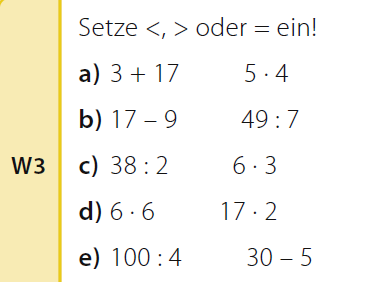 Setze <, > oder = ein!
a) 3 + 17 5 · 4
b) 17 – 9 49 : 7
W3 c) 38 : 2 6 · 3
d) 6 · 6 17 · 2
e) 100 : 4 30 – 5